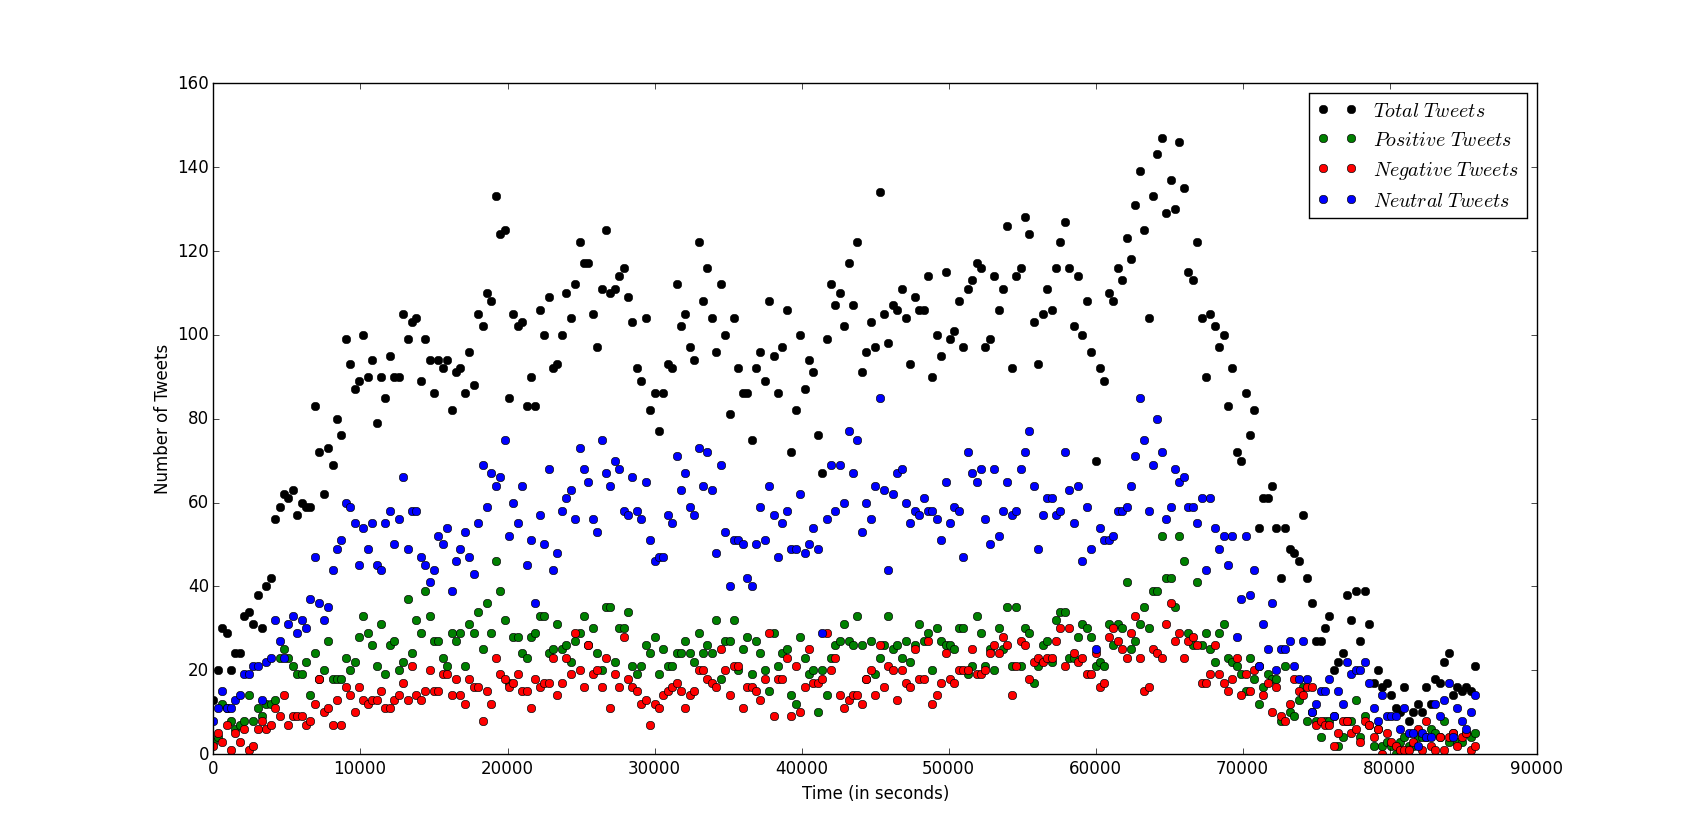 160
140
120
100
80
60
40
20
0
Number of Tweets
Total Tweets
Positive Tweets
Negative Tweets
Neutral Tweets
0 10000 20000 30000 40000 50000 60000 70000 80000 90000
Time (in seconds)